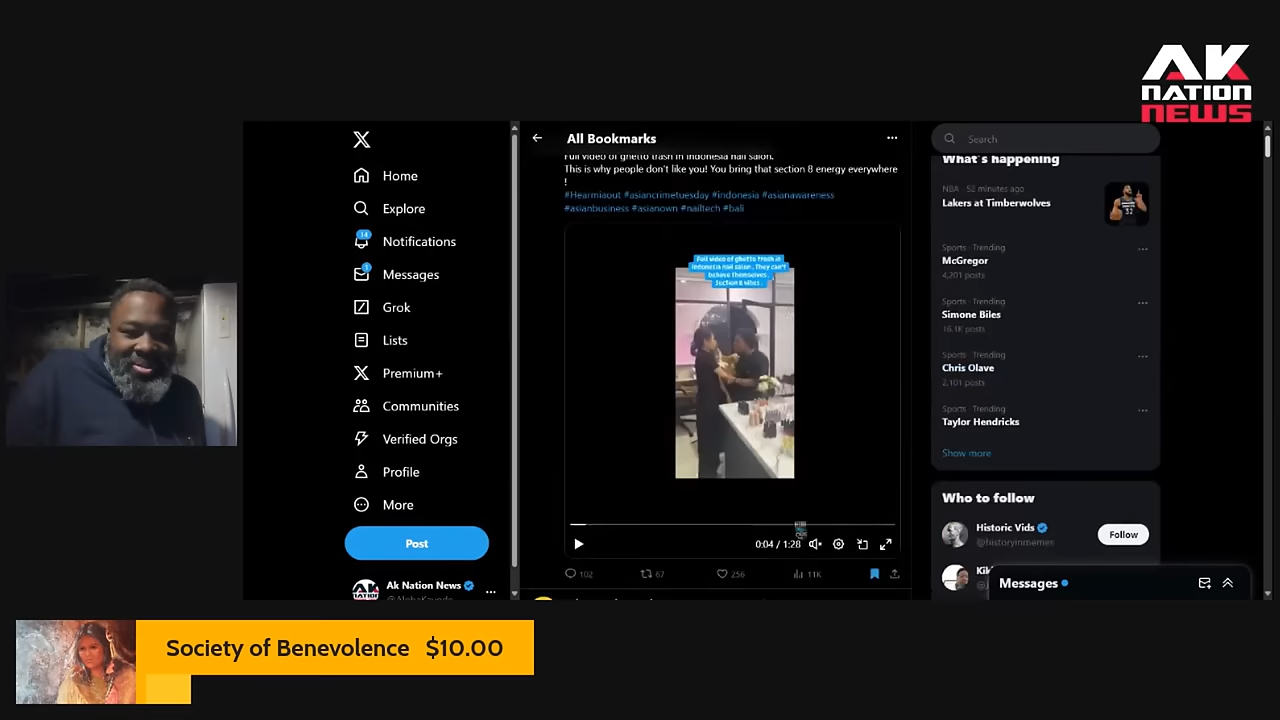 AK
NATION
NEWS
X
Home
Explore
14
Notifications
1
Messages
Grok
Lists
Premium+
Communities
Verified Orgs
Profile
More
Post
Ak Nation News
All Bookmarks
Full video of ghetto trash in indonesia nail salon.
This is why people don't like you! You bring that section 8 energy everywhere
!
#Hearmiaout #asiancrimetuesday #indonesia #asianawareness
#asianbusiness #asianown #nailtech #bali
Full video of ghetto trash in
Indonesia nail salon. They can't
behave themselves.
Section 8 vibes.
0:04 / 1:28
102
67
256
11K
Search
What's happening
NBA · 52 minutes ago
Lakers at Timberwolves
Sports · Trending
McGregor
4,201 posts
Sports · Trending
Simone Biles
16.1K posts
Sports · Trending
Chris Olave
2,101 posts
Sports · Trending
Taylor Hendricks
Show more
Who to follow
Historic Vids
@historyinmemes
Follow
Messages
Society of Benevolence $10.00